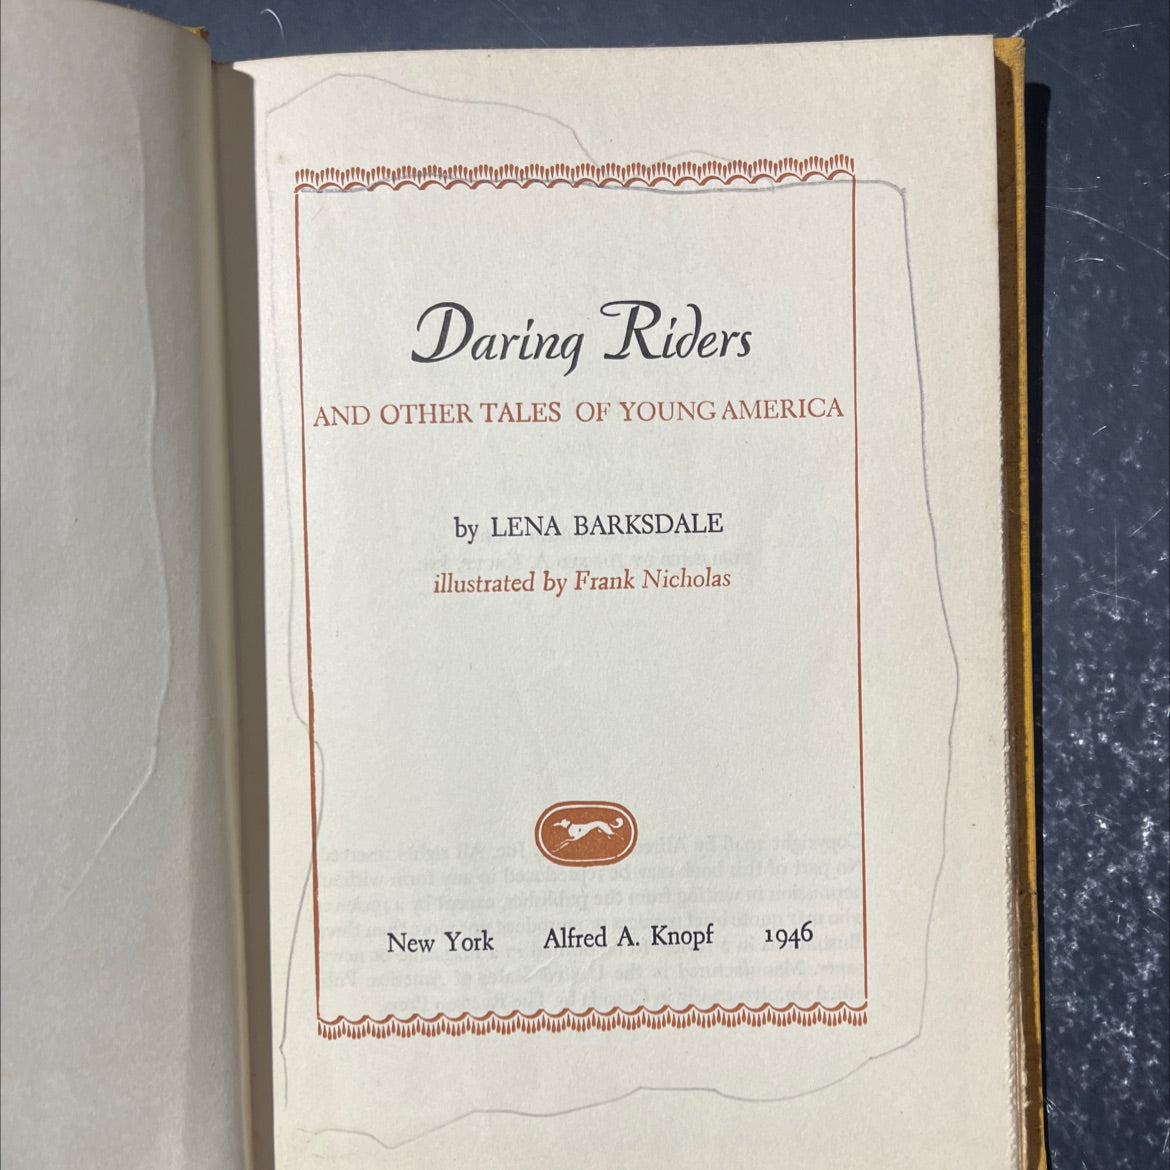 Daring Riders
AND OTHER TALES OF YOUNG AMERICA
by LENA BARKSDALE
illustrated by Frank Nicholas
New York Alfred A. Knopf 1946